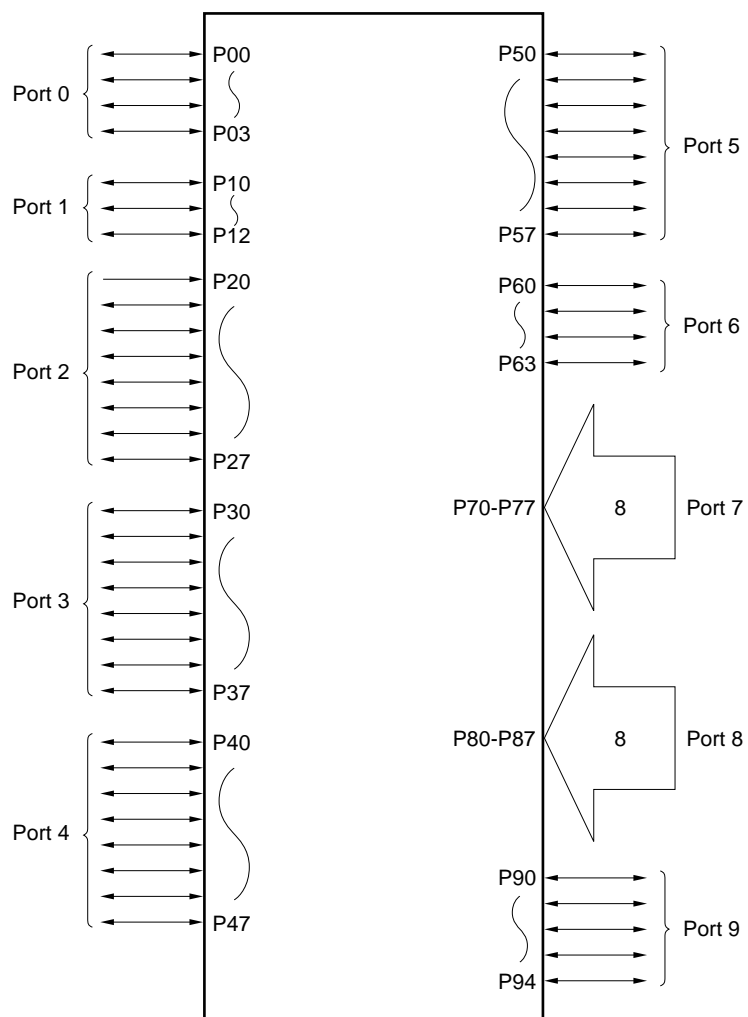 Port 0
P00
P03
Port 1
P10
P12
Port 2
P20
P27
Port 3
P30
P37
Port 4
P40
P47
P50
P57
Port 5
P60
P63
Port 6
P70-P77
8
Port 7
P80-P87
8
Port 8
P90
P94
Port 9